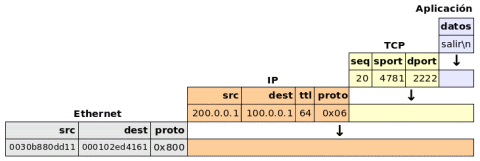 Aplicación
datos
salir\n
TCP
seq sport dport
20 4781 2222
IP
src dest ttl proto
200.0.0.1 100.0.0.1 64 0x06
Ethernet
src dest proto
0030b880dd11 000102ed4161 0x800